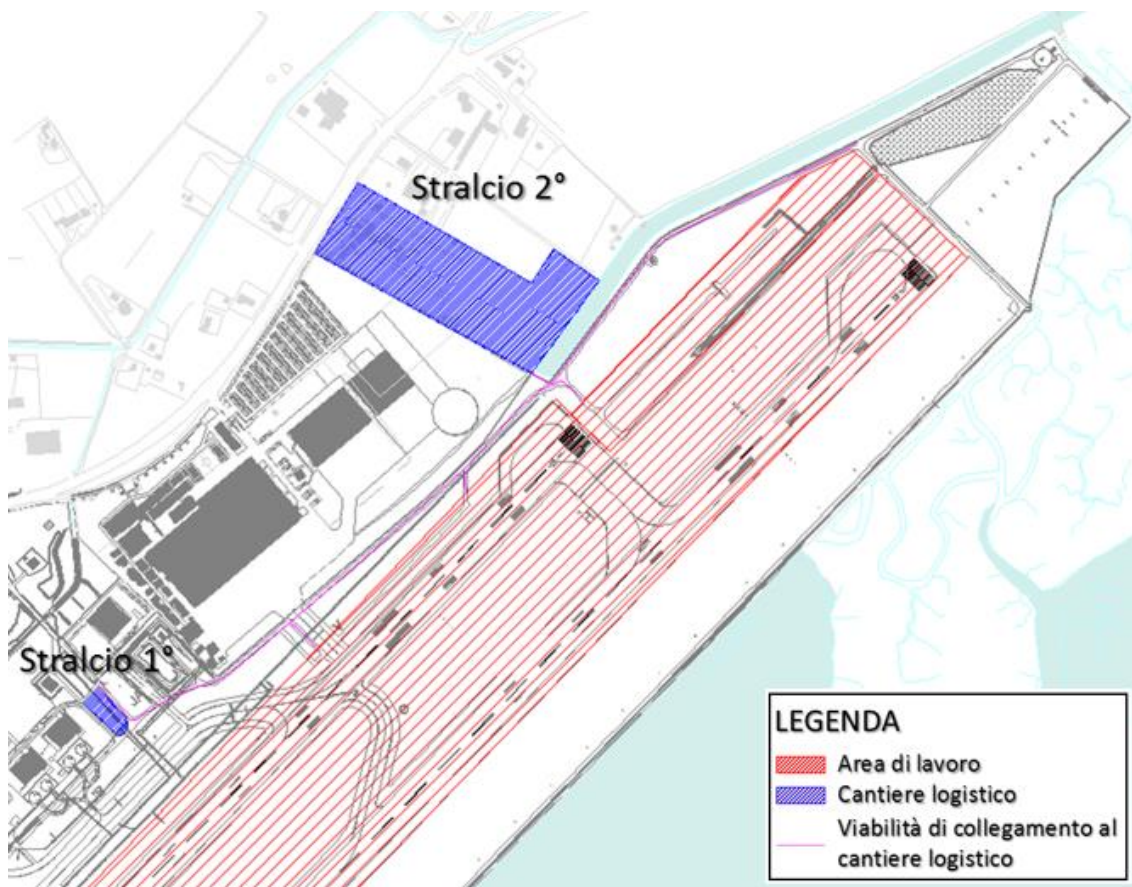 Stralcio 2°
Stralcio 1°
LEGENDA
Area di lavoro
Cantiere logistico
Viabilità di collegamento al
cantiere logistico